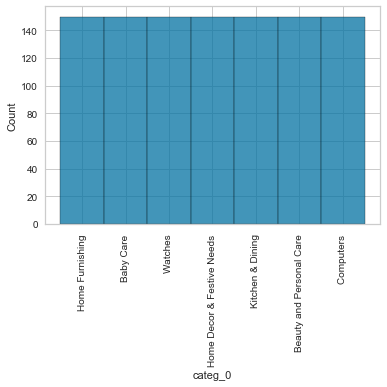 140
120
100
80
60
40
20
0
Count
Home Furnishing
Baby Care
Watches
Home Decor & Festive Needs
Kitchen & Dining
Beauty and Personal Care
Computers
categ_0